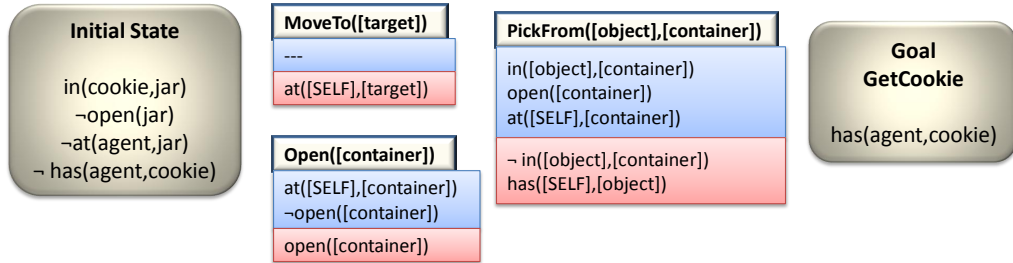 Initial State
in(cookie,jar)
¬open(jar)
¬at(agent,jar)
¬ has(agent,cookie)
MoveTo([target])
---
at([SELF],[target])
Open([container])
at([SELF],[container])
¬open([container])
open([container])
PickFrom([object],[container])
in([object],[container])
open([container])
at([SELF],[container])
¬ in([object],[container])
has([SELF],[object])
Goal
GetCookie
has(agent,cookie)